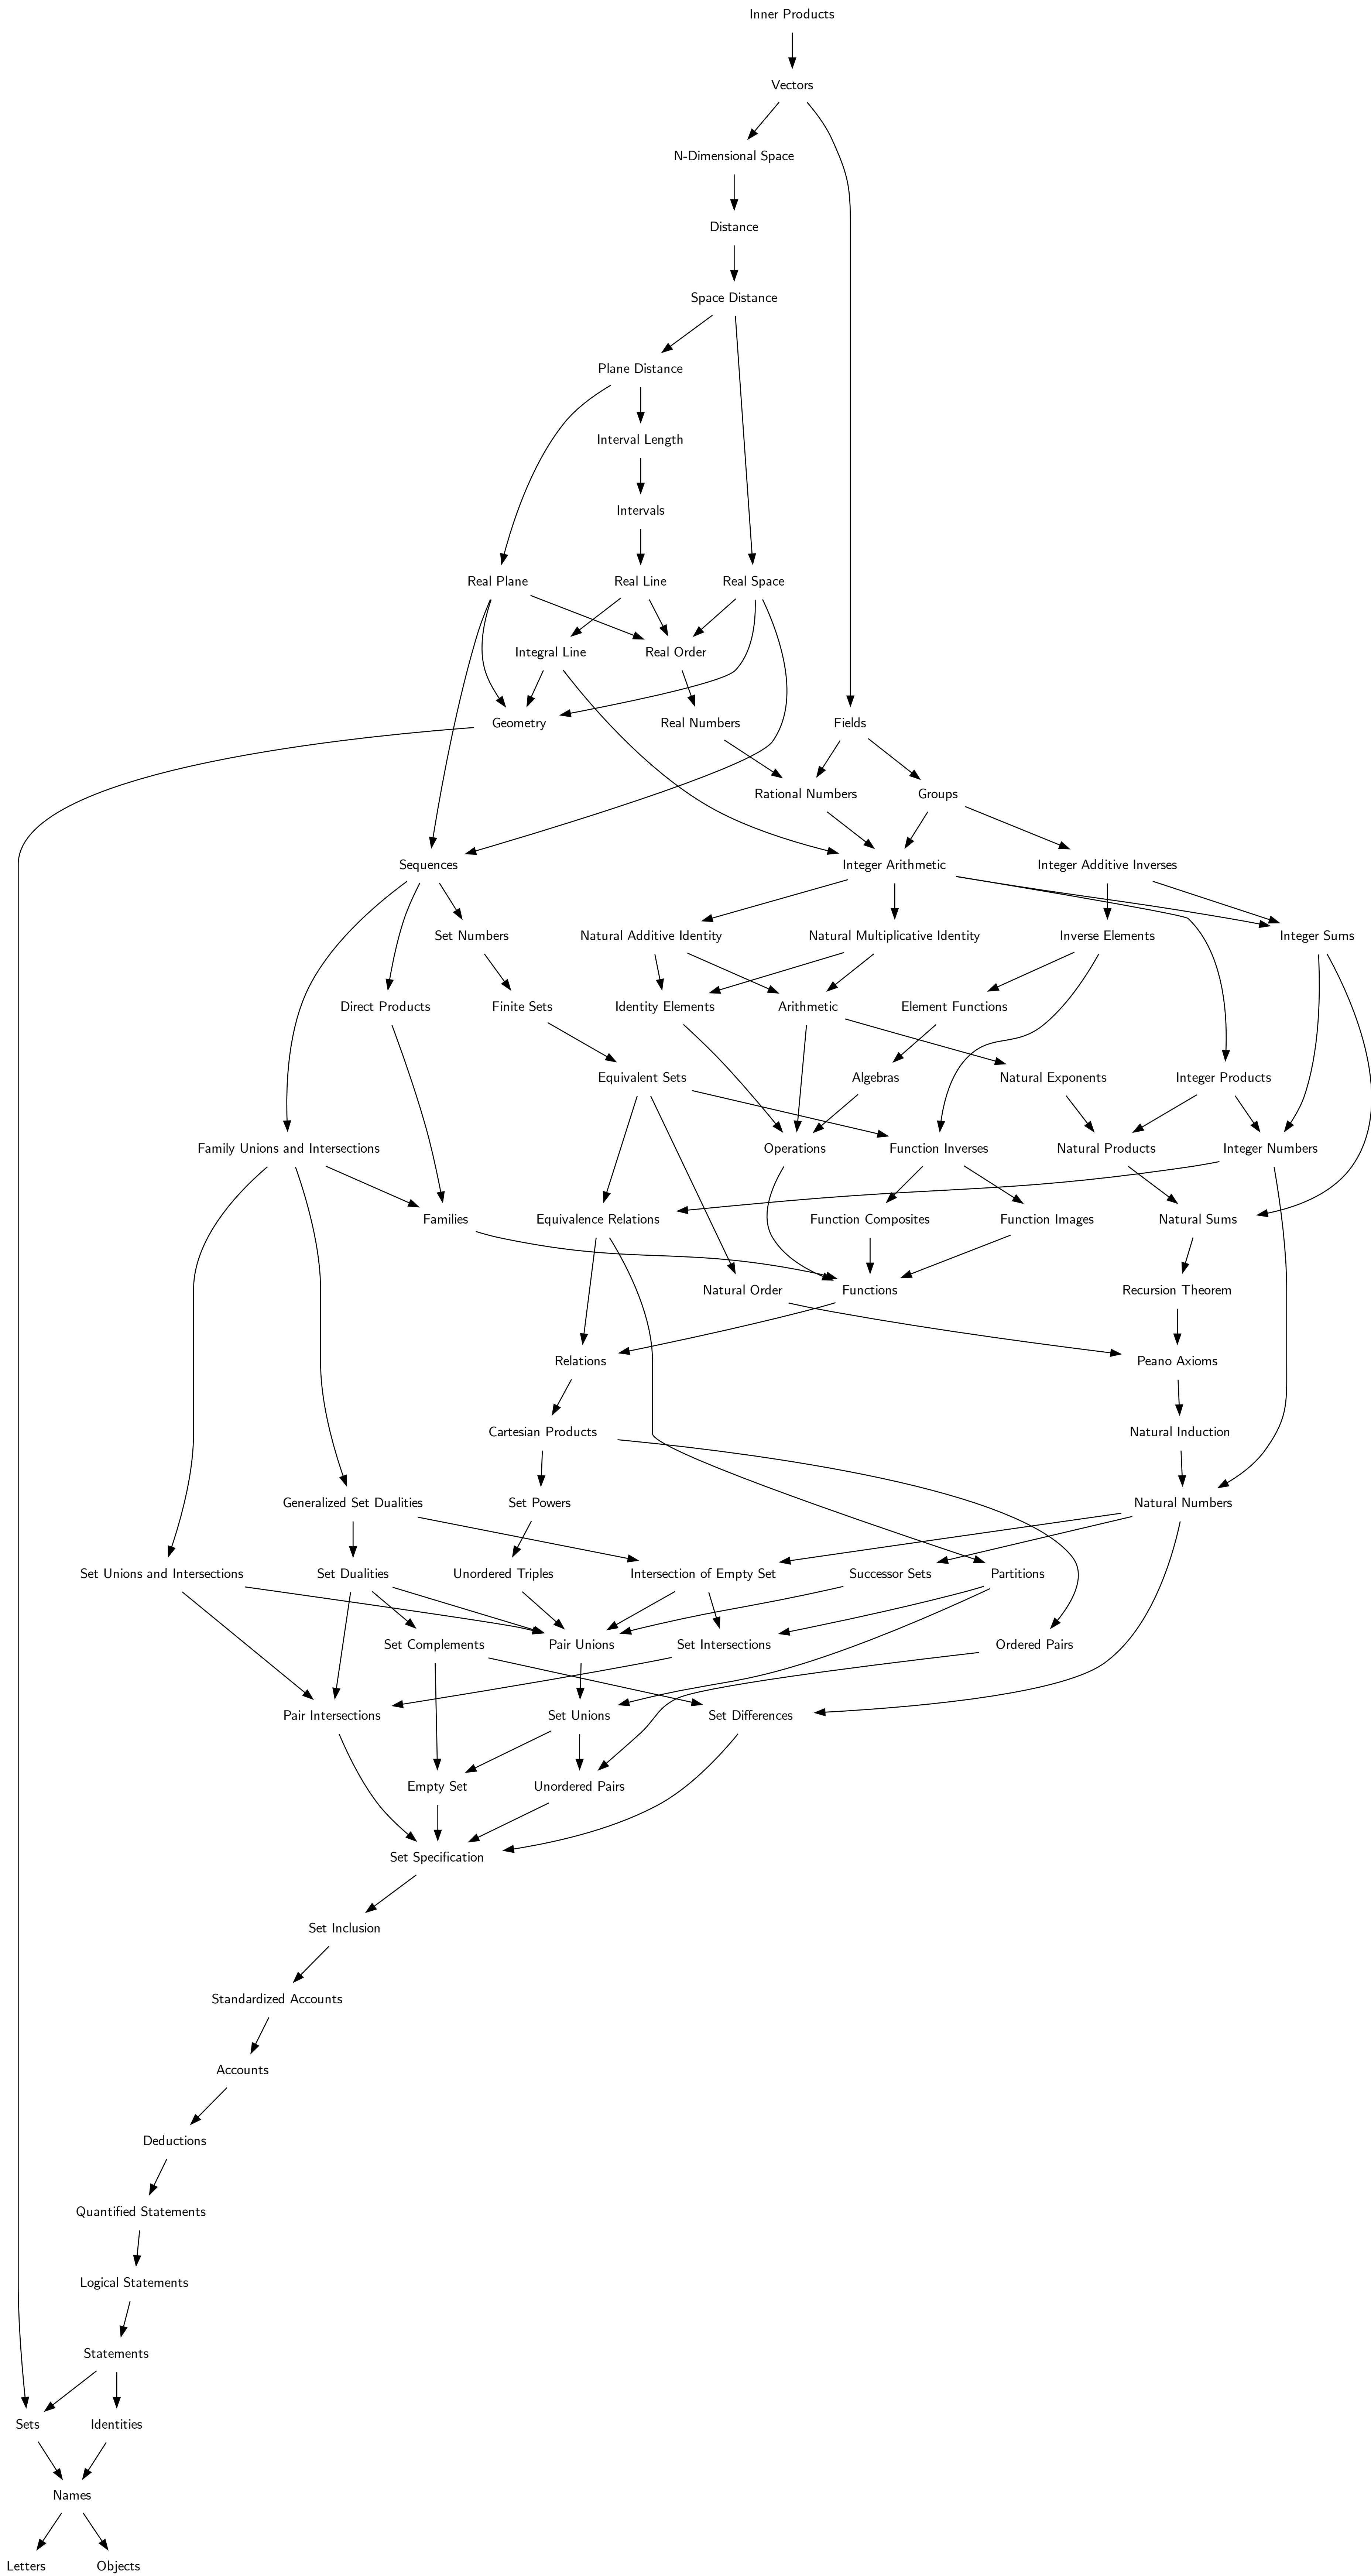 Inner Products
Vectors
N-Dimensional Space
Distance
Space Distance
Plane Distance
Interval Length
Intervals
Real Plane
Real Line
Real Space
Integral Line
Real Order
Geometry
Real Numbers
Fields
Rational Numbers
Groups
Sequences
Integer Arithmetic
Integer Additive Inverses
Set Numbers
Natural Additive Identity
Natural Multiplicative Identity
Inverse Elements
Integer Sums
Direct Products
Finite Sets
Identity Elements
Arithmetic
Element Functions
Equivalent Sets
Algebras
Natural Exponents
Integer Products
Family Unions and Intersections
Operations
Function Inverses
Natural Products
Integer Numbers
Families
Equivalence Relations
Function Composites
Function Images
Natural Sums
Natural Order
Functions
Recursion Theorem
Relations
Peano Axioms
Cartesian Products
Natural Induction
Generalized Set Dualities
Set Powers
Natural Numbers
Set Unions and Intersections
Set Dualities
Unordered Triples
Intersection of Empty Set
Successor Sets
Partitions
Set Complements
Pair Unions
Set Intersections
Ordered Pairs
Pair Intersections
Set Unions
Set Differences
Empty Set
Unordered Pairs
Set Specification
Set Inclusion
Standardized Accounts
Accounts
Deductions
Quantified Statements
Logical Statements
Statements
Sets
Identities
Names
Letters
Objects